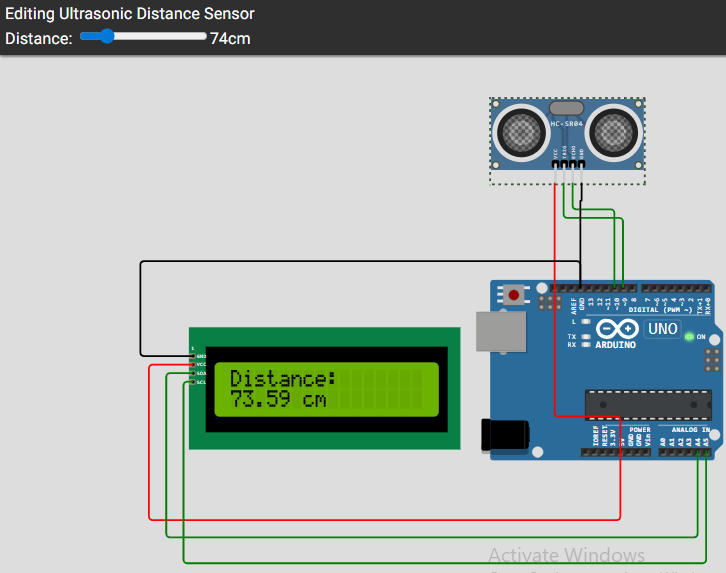 Editing Ultrasonic Distance Sensor
Distance: 74cm
HC-SR04
VCC
TRIG
ECHO
GND
AREF
GND
13
12
~11
~10
~9
8
7
~6
~5
4
~3
2
TX→1
RX←0
DIGITAL (PWM ~)
L
TX
RX
UNO
ARDUINO
ON
1
GND
VCC
SDA
SCL
Distance:
73.59 cm
POWER
ANALOG IN
IOREF
RESET
3.3V
5V
GND
GND
Vin
A0
A1
A2
A3
A4
A5
Activate Windows